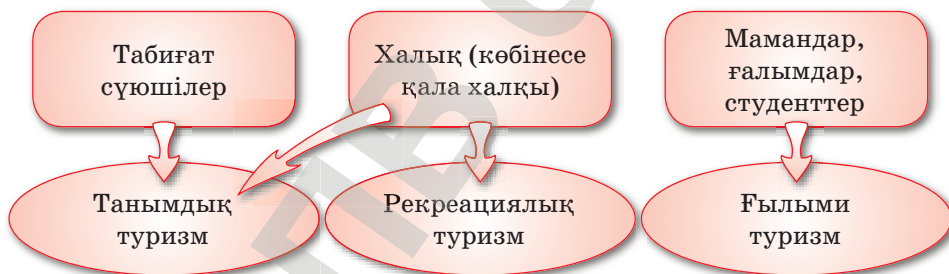 Табиғат
сүюшілер
Халық (көбінесе
қала халқы)
Мамандар,
ғалымдар,
студенттер
Танымдық
туризм
Рекреациялық
туризм
Ғылыми
туризм